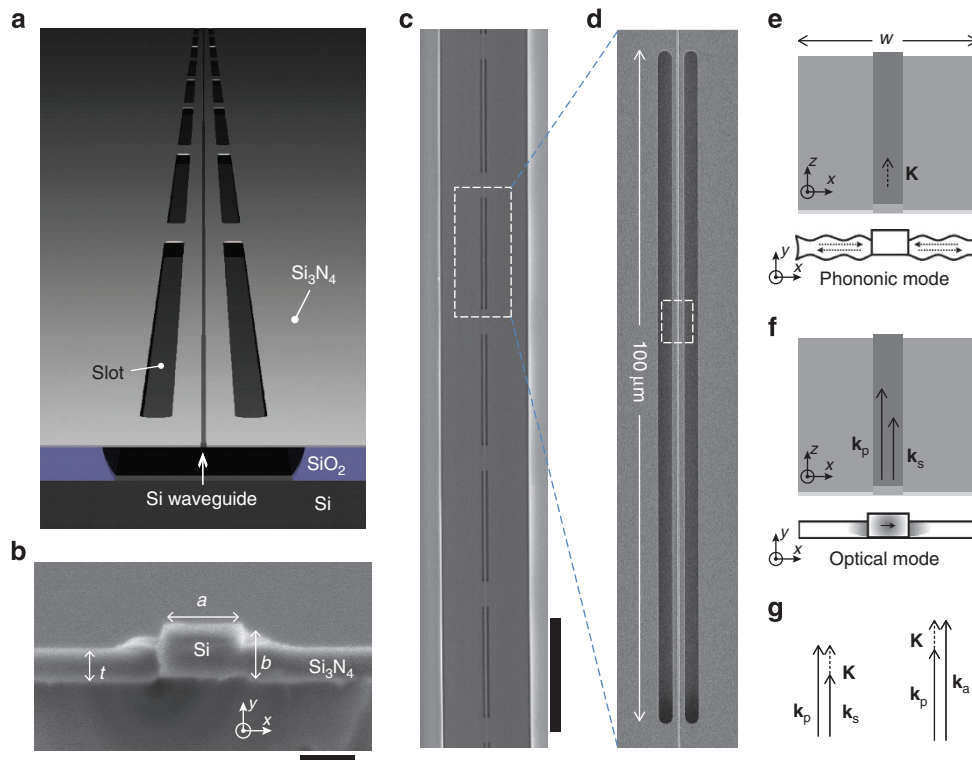 a
Si₃N₄
Slot
SiO₂
Si waveguide
Si
b
a
Si
b
t
Si₃N₄
y
x
c
d
100 µm
e
w
z
x
K
y
x
Phononic mode
f
kₚ
kₛ
z
x
y
x
Optical mode
g
K
kₚ
kₛ
K
kₚ
kₐ